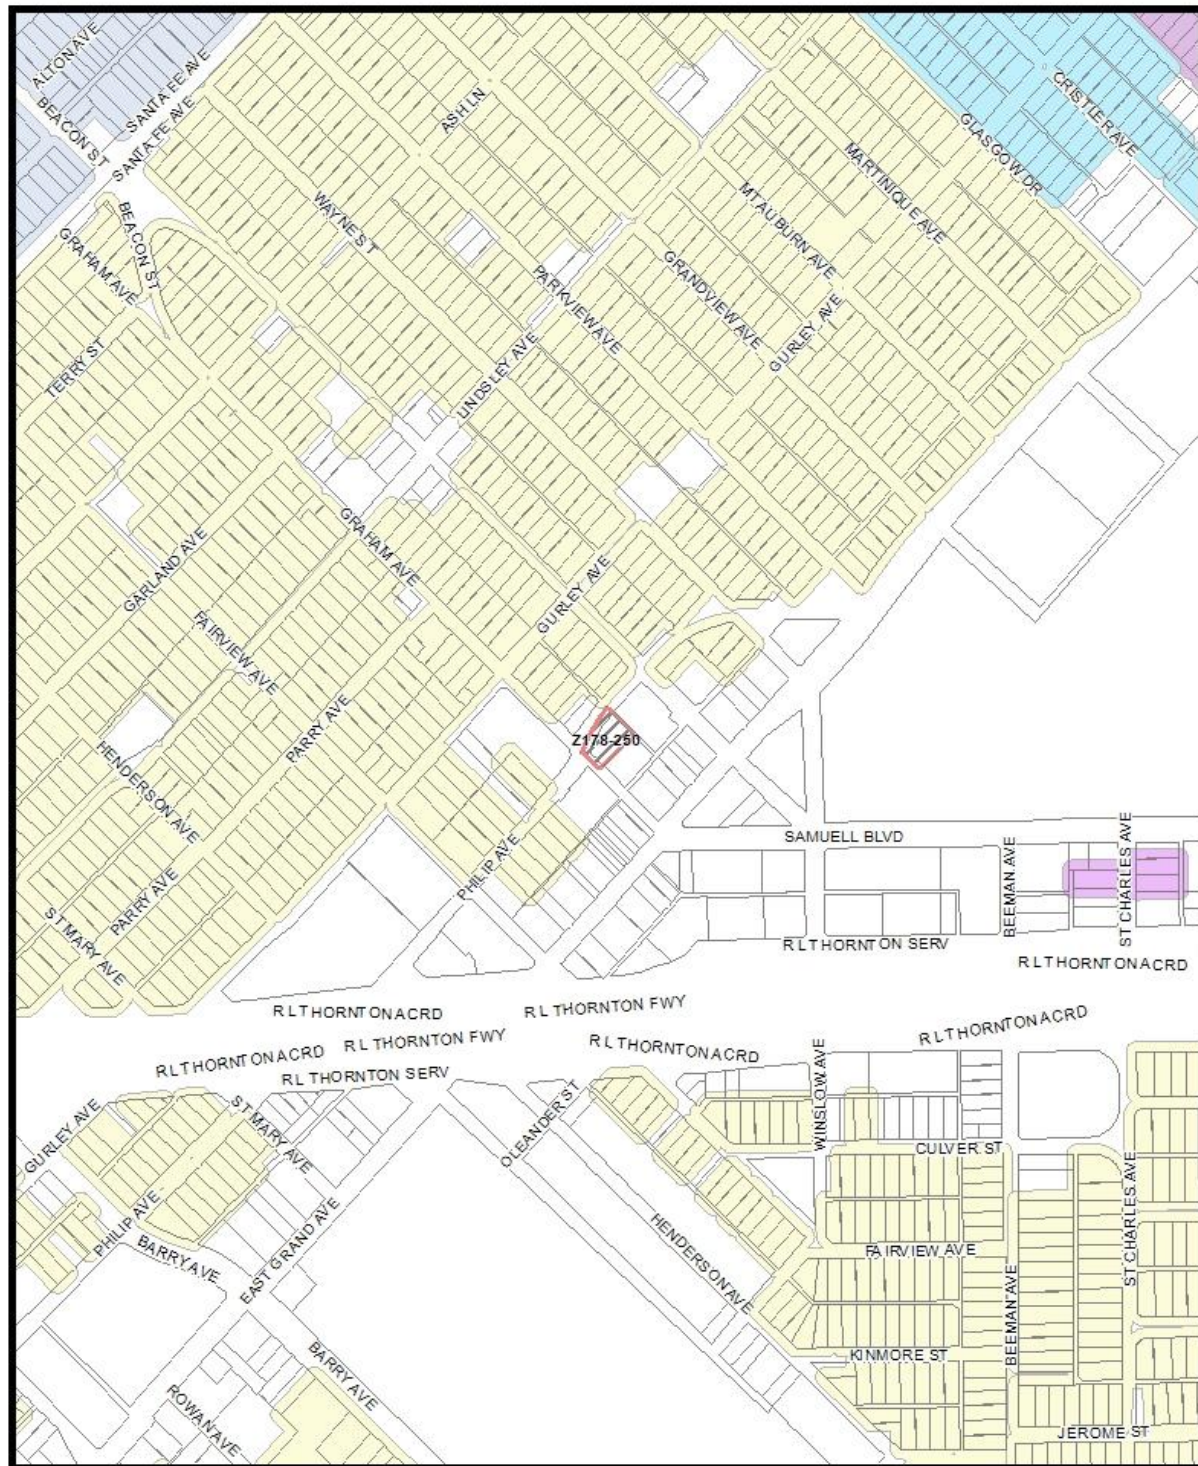 ALTON AVE
SANTA FE AVE
BEACON ST
SANTA FE AVE
ASH LN
CRISTLER AVE
GLASGOW DR
MARTINIQUE AVE
MT AUBURN AVE
WAYNE ST
BEACON ST
GRAHAM AVE
GRANDVIEW AVE
PARKVIEW AVE
GURLEY AVE
TERRY ST
LINDSLEY AVE
GRAHAM AVE
GARLAND AVE
GURLEY AVE
FAIRVIEW AVE
PARRY AVE
Z178-250
HENDERSON AVE
SAMUELL BLVD
PHILIP AVE
BEEMAN AVE
ST CHARLES AVE
PARRY AVE
ST MARY AVE
R L THORNTON SERV
R L THORNTON ACRD
R L THORNTON ACRD
R L THORNTON FWY
R L THORNTON ACRD
R L THORNTON FWY
R L THORNTON ACRD
R L THORNTON ACRD
R L THORNTON SERV
WINSLOW AVE
GURLEY AVE
ST MARY AVE
OLEANDER ST
CULVER ST
PHILIP AVE
BARRY AVE
EAST GRAND AVE
HENDERSON AVE
ST CHARLES AVE
FAIRVIEW AVE
BEEMAN AVE
KINMORE ST
BARRY AVE
ROWAN AVE
JEROME ST